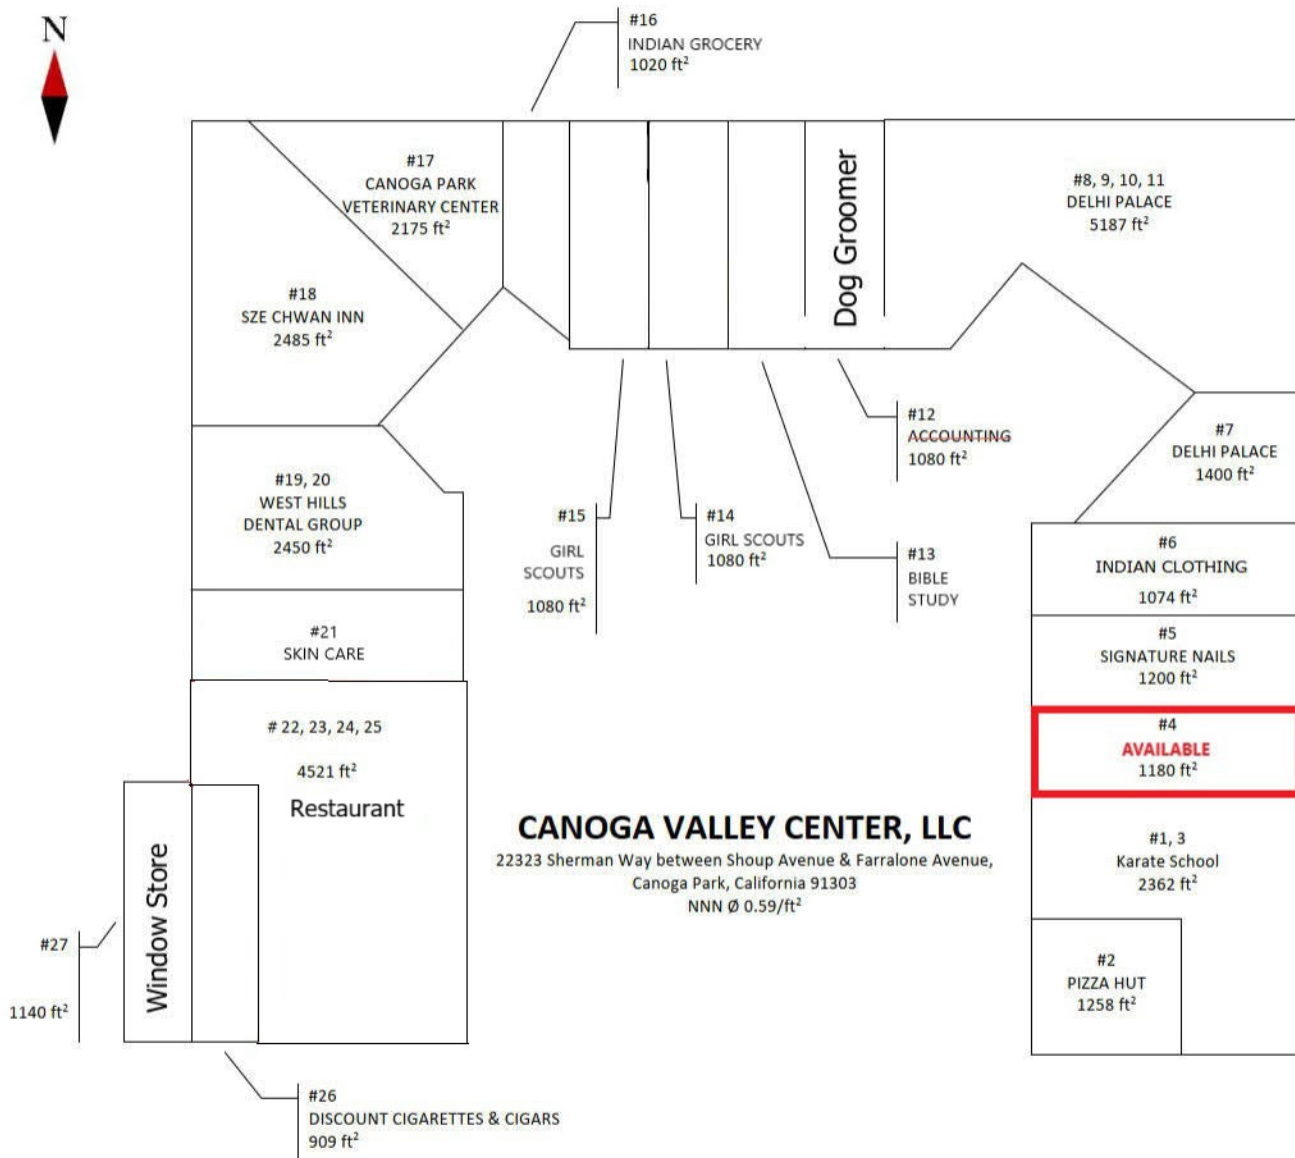 N
#16
INDIAN GROCERY
1020 ft²
#17
CANOGA PARK
VETERINARY CENTER
2175 ft²
Dog Groomer
#8, 9, 10, 11
DELHI PALACE
5187 ft²
#18
SZE CHWAN INN
2485 ft²
#12
ACCOUNTING
1080 ft²
#7
DELHI PALACE
1400 ft²
#19, 20
WEST HILLS
DENTAL GROUP
2450 ft²
#15
GIRL
SCOUTS
1080 ft²
#14
GIRL SCOUTS
1080 ft²
#13
BIBLE
STUDY
#6
INDIAN CLOTHING
1074 ft²
#21
SKIN CARE
#5
SIGNATURE NAILS
1200 ft²
# 22, 23, 24, 25
4521 ft²
Restaurant
#4
AVAILABLE
1180 ft²
CANOGA VALLEY CENTER, LLC
22323 Sherman Way between Shoup Avenue & Farralone Avenue,
Canoga Park, California 91303
NNN Ø 0.59/ft²
#1, 3
Karate School
2362 ft²
Window Store
#27
1140 ft²
#2
PIZZA HUT
1258 ft²
#26
DISCOUNT CIGARETTES & CIGARS
909 ft²